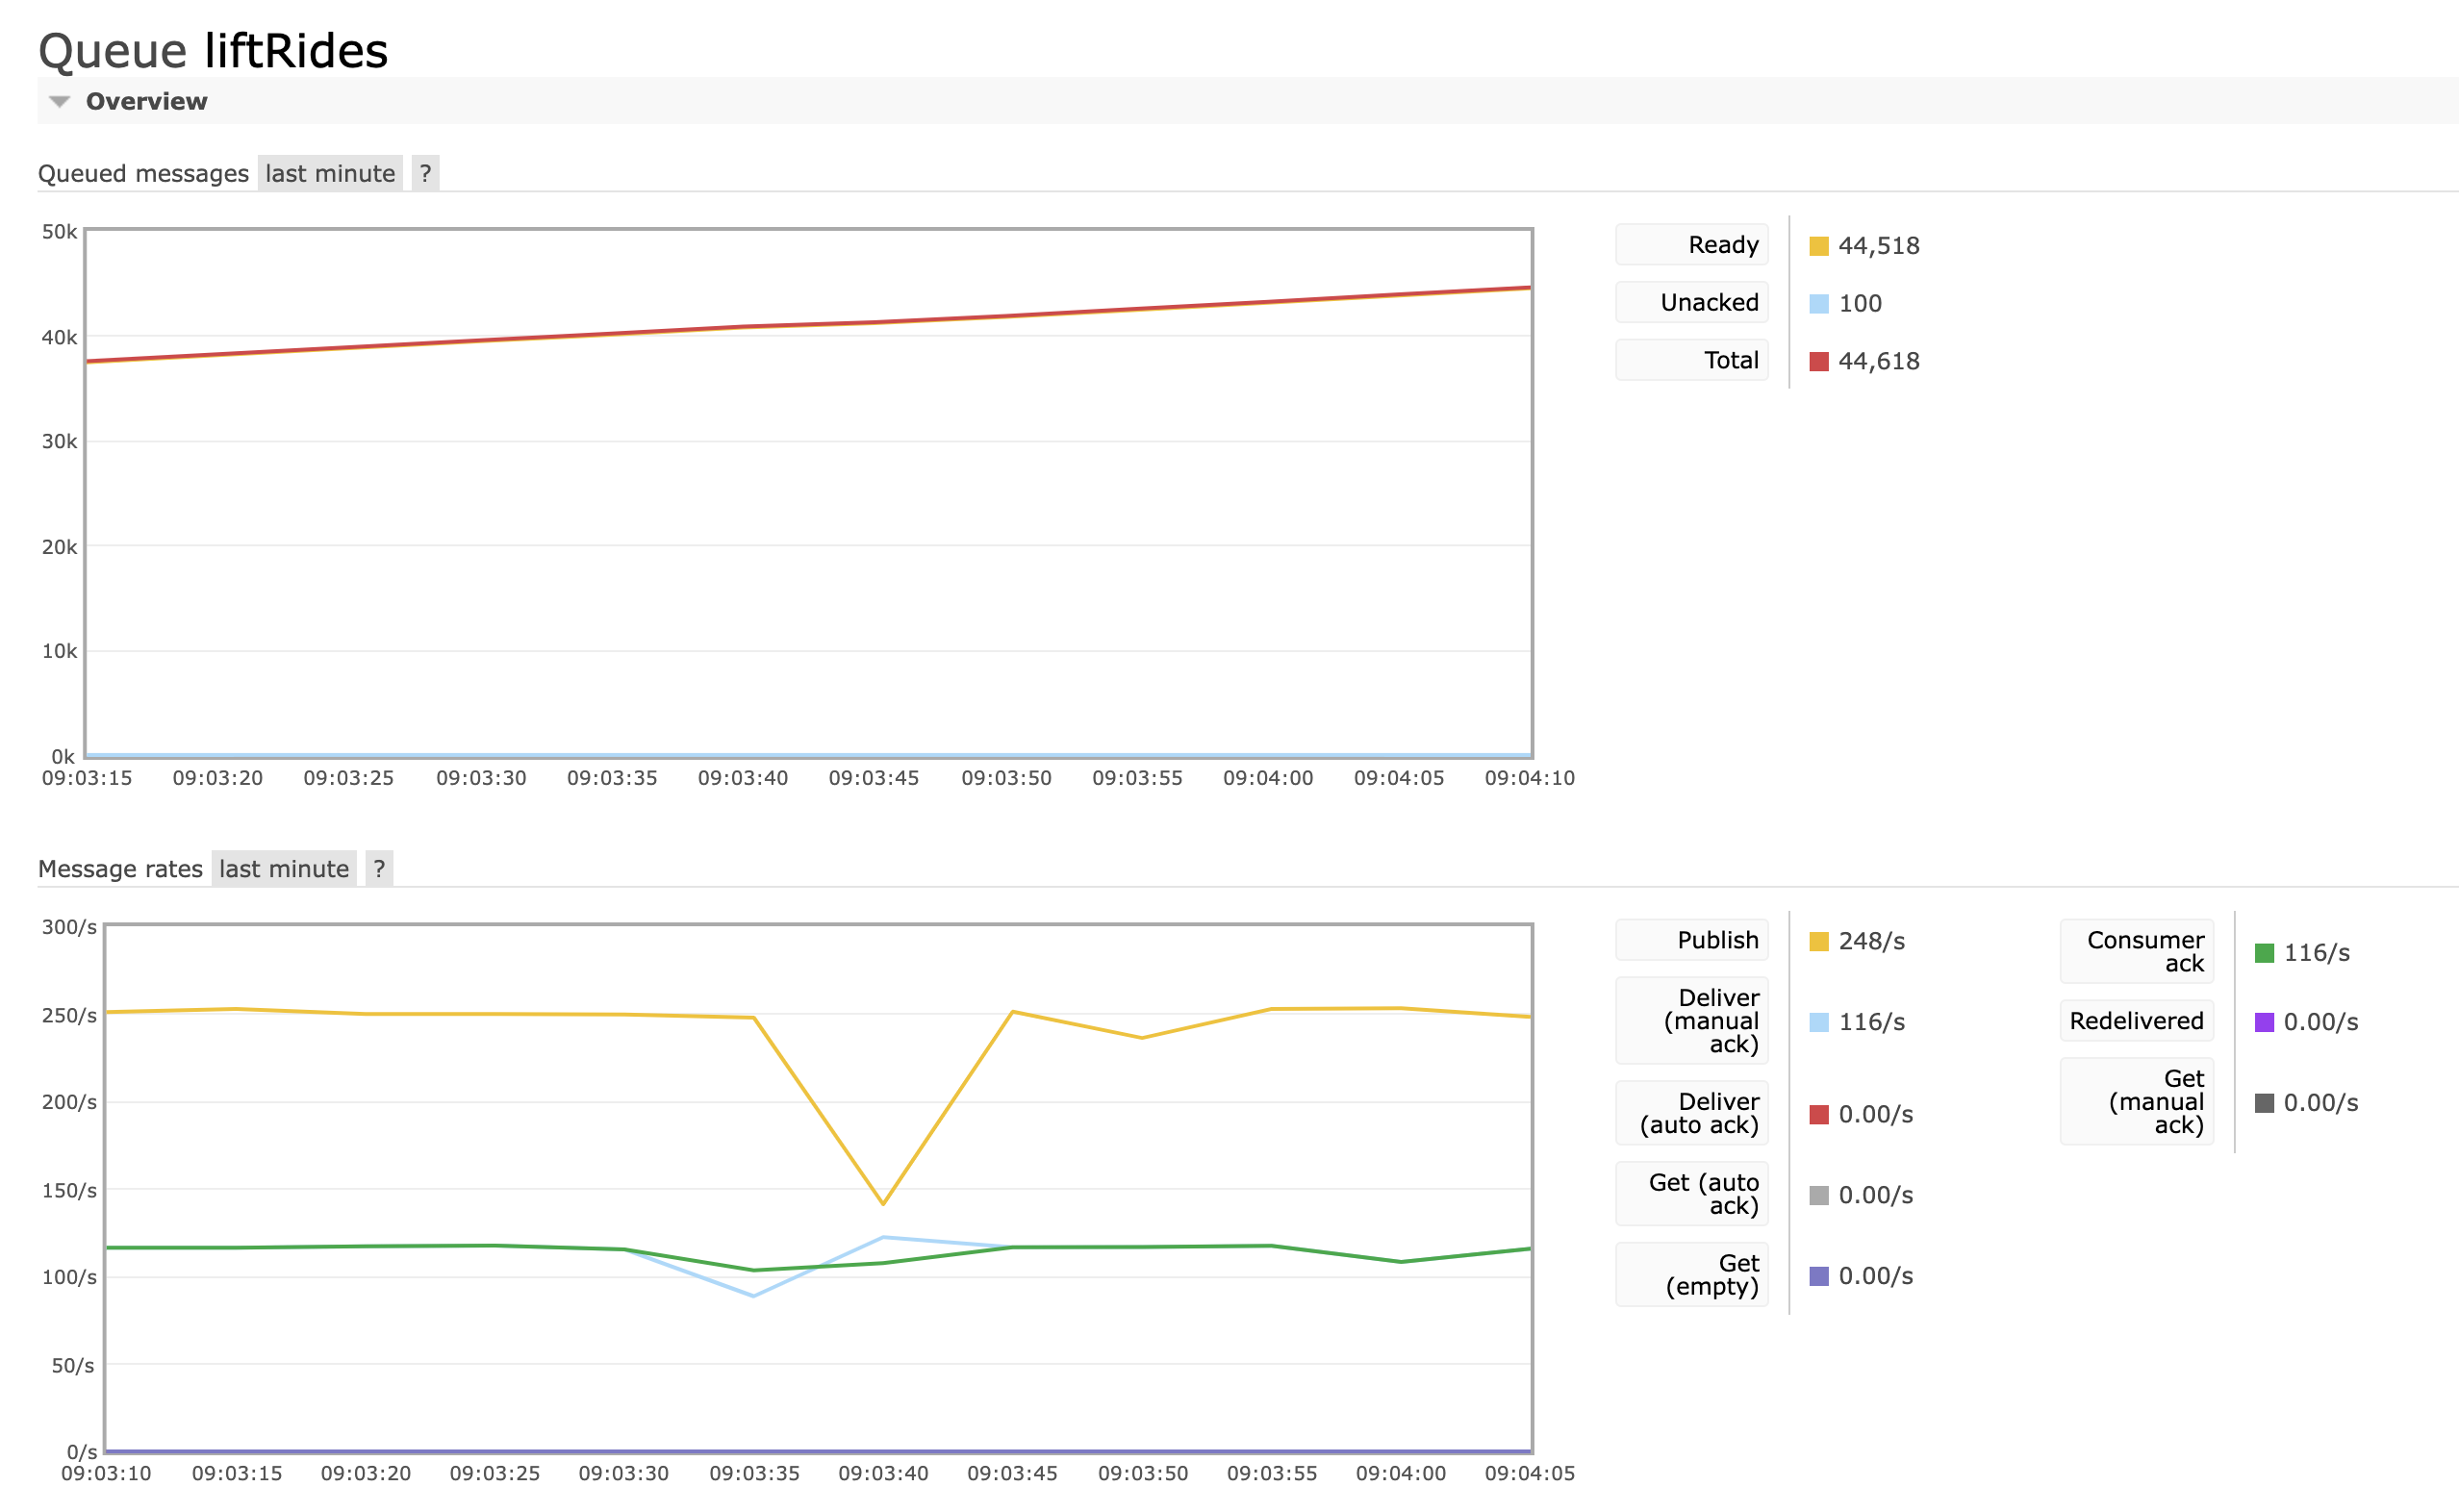 Queue liftRides
Overview
Queued messages last minute ?
50k
40k
30k
20k
10k
0k
09:03:15 09:03:20 09:03:25 09:03:30 09:03:35 09:03:40 09:03:45 09:03:50 09:03:55 09:04:00 09:04:05 09:04:10
Ready 44,518
Unacked 100
Total 44,618
Message rates last minute ?
300/s
250/s
200/s
150/s
100/s
50/s
0/s
09:03:10 09:03:15 09:03:20 09:03:25 09:03:30 09:03:35 09:03:40 09:03:45 09:03:50 09:03:55 09:04:00 09:04:05
Publish 248/s
Deliver
(manual 116/s
ack)
Deliver
(auto ack) 0.00/s
Get (auto
ack) 0.00/s
Get
(empty) 0.00/s
Consumer
ack 116/s
Redelivered 0.00/s
Get
(manual 0.00/s
ack)